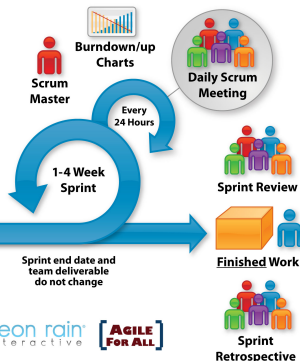 Burndown/up
Charts
Scrum
Master
Daily Scrum
Meeting
Every
24 Hours
1-4 Week
Sprint
Sprint Review
Sprint end date and
team deliverable
do not change
Finished Work
eon rain
nteractive
AGILE
FOR ALL
Sprint
Retrospective